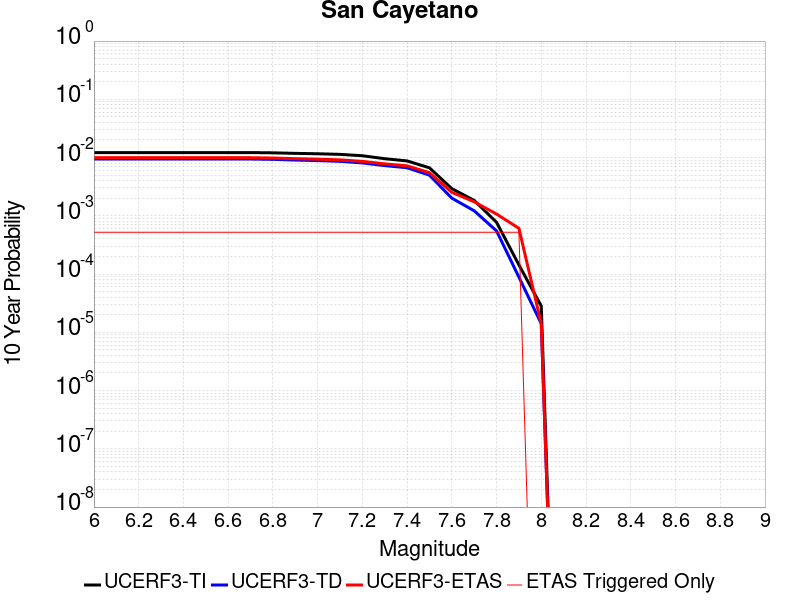 San Cayetano
10 0
10 -1
10 -2
10 -3
10 -4
10 -5
10 -6
10 -7
10 -8
10 Year Probability
6 6.2 6.4 6.6 6.8 7 7.2 7.4 7.6 7.8 8 8.2 8.4 8.6 8.8 9
Magnitude
UCERF3-TI UCERF3-TD UCERF3-ETAS ETAS Triggered Only